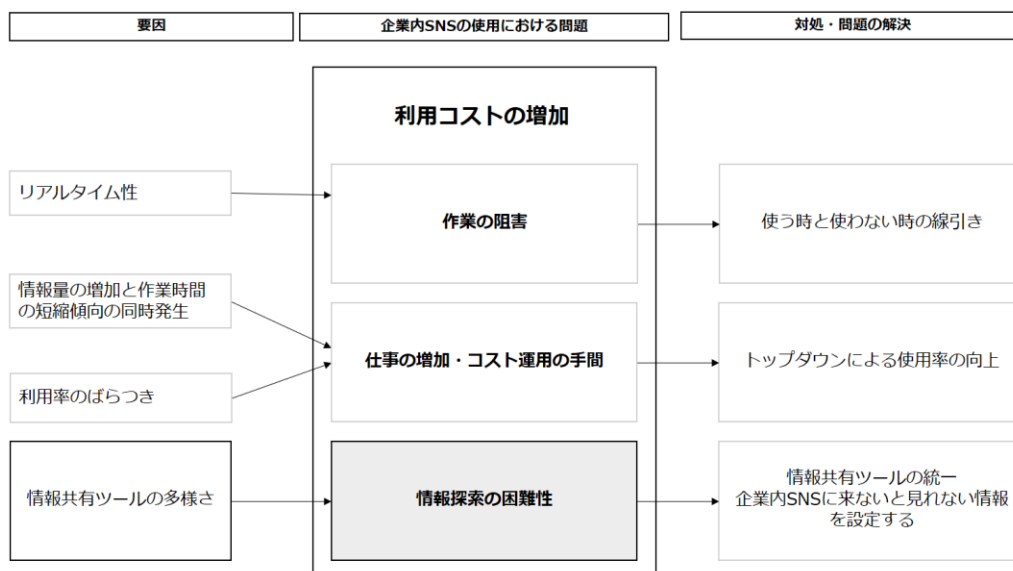 要因
企業内SNSの使用における問題
対処・問題の解決
利用コストの増加
リアルタイム性
作業の阻害
使う時と使わない時の線引き
情報量の増加と作業時間
の短縮傾向の同時発生
仕事の増加・コスト運用の手間
トップダウンによる使用率の向上
利用率のばらつき
情報共有ツールの多様さ
情報探索の困難性
情報共有ツールの統一
企業内SNSに来ないと見れない情報
を設定する